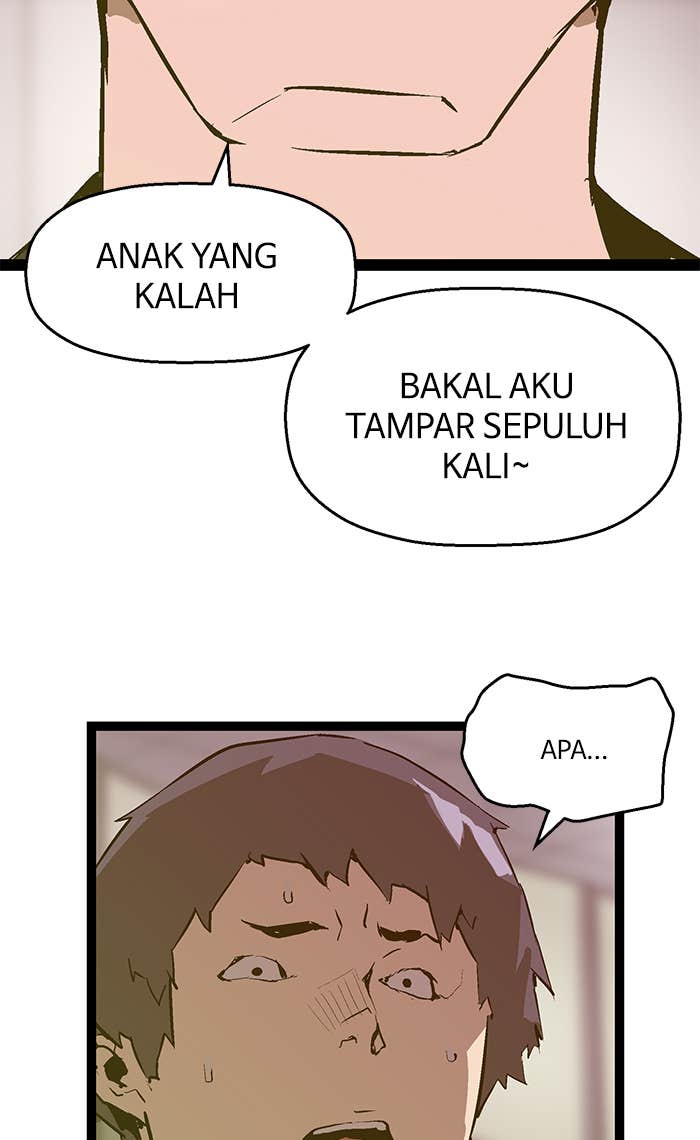 ANAK YANG
KALAH
BAKAL AKU
TAMPAR SEPULUH
KALI~
APA...